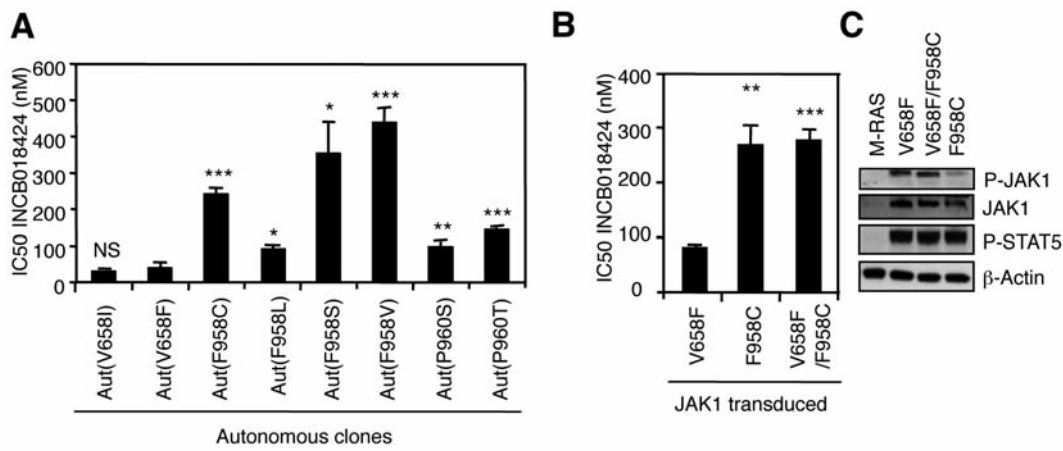 A
IC50 INCB018424 (nM)
600
500
400
300
200
100
0
NS
***
*
*
***
**
***
Aut(V658I)
Aut(V658F)
Aut(F958C)
Aut(F958L)
Aut(F958S)
Aut(F958V)
Aut(P960S)
Aut(P960T)
Autonomous clones
B
IC50 INCB018424 (nM)
400
300
200
100
0
**
***
V658F
F958C
V658F
/F958C
JAK1 transduced
C
M-RAS
V658F
V658F/F958C
F958C
P-JAK1
JAK1
P-STAT5
β-Actin